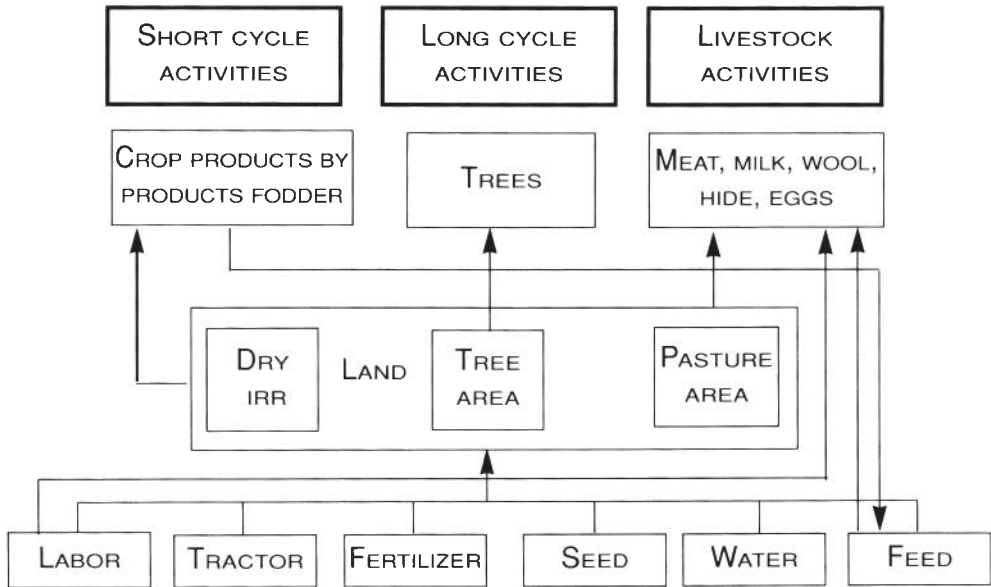 SHORT CYCLE
ACTIVITIES
LONG CYCLE
ACTIVITIES
LIVESTOCK
ACTIVITIES
CROP PRODUCTS BY
PRODUCTS FODDER
TREES
MEAT, MILK, WOOL,
HIDE, EGGS
DRY
IRR
LAND
TREE
AREA
PASTURE
AREA
LABOR
TRACTOR
FERTILIZER
SEED
WATER
FEED